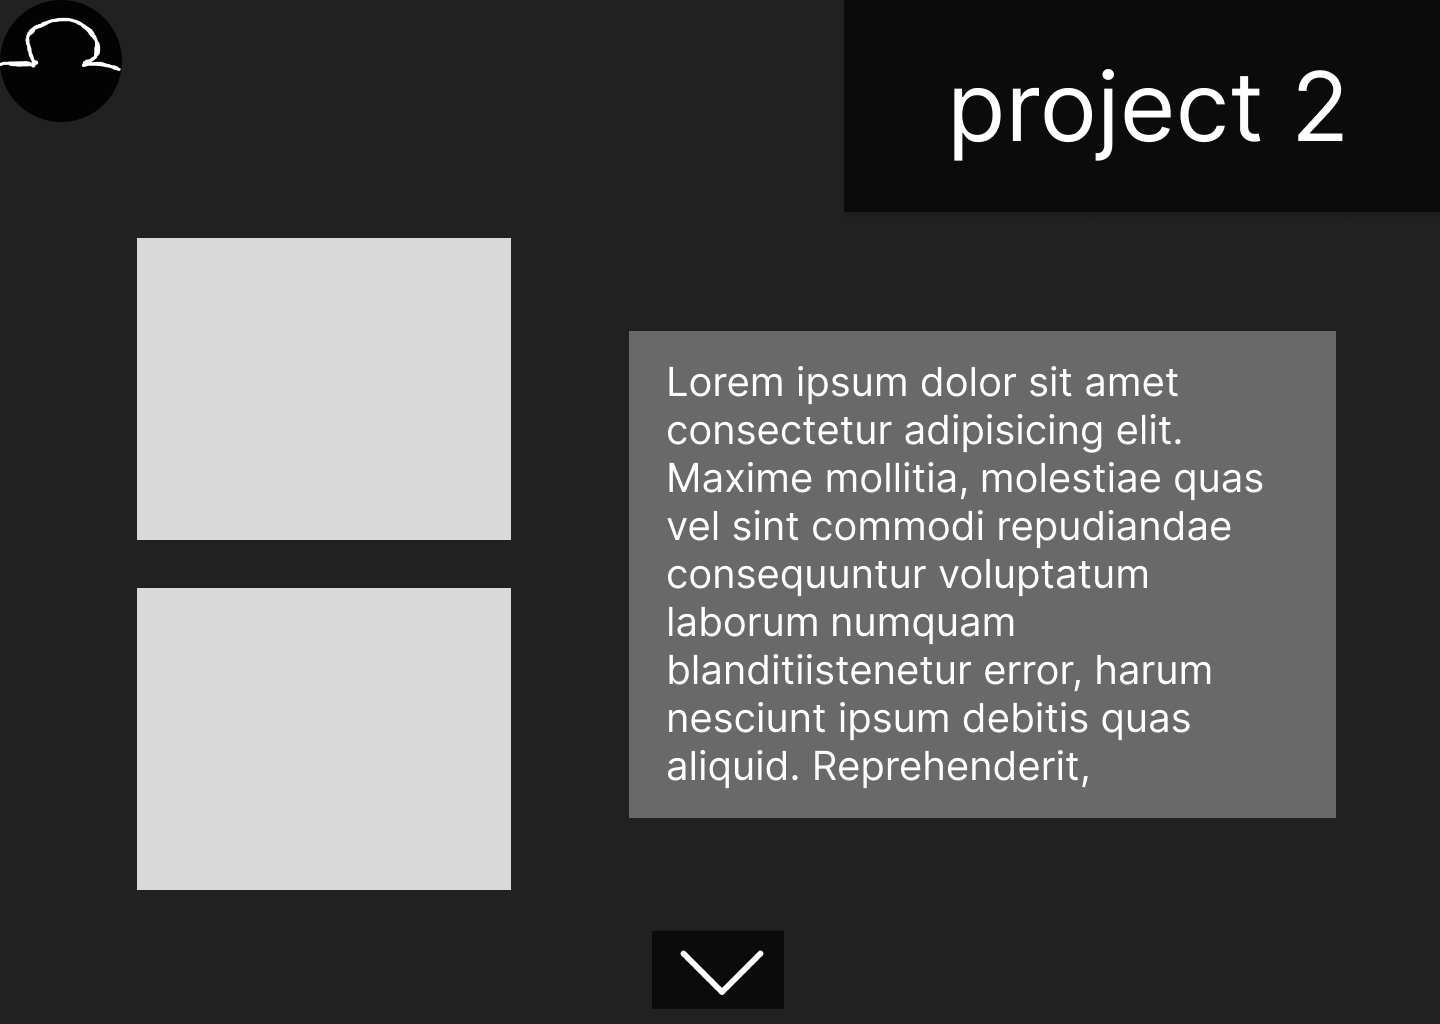 project 2
Lorem ipsum dolor sit amet
consectetur adipisicing elit.
Maxime mollitia, molestiae quas
vel sint commodi repudiandae
consequuntur voluptatum
laborum numquam
blanditiistenetur error, harum
nesciunt ipsum debitis quas
aliquid. Reprehenderit,